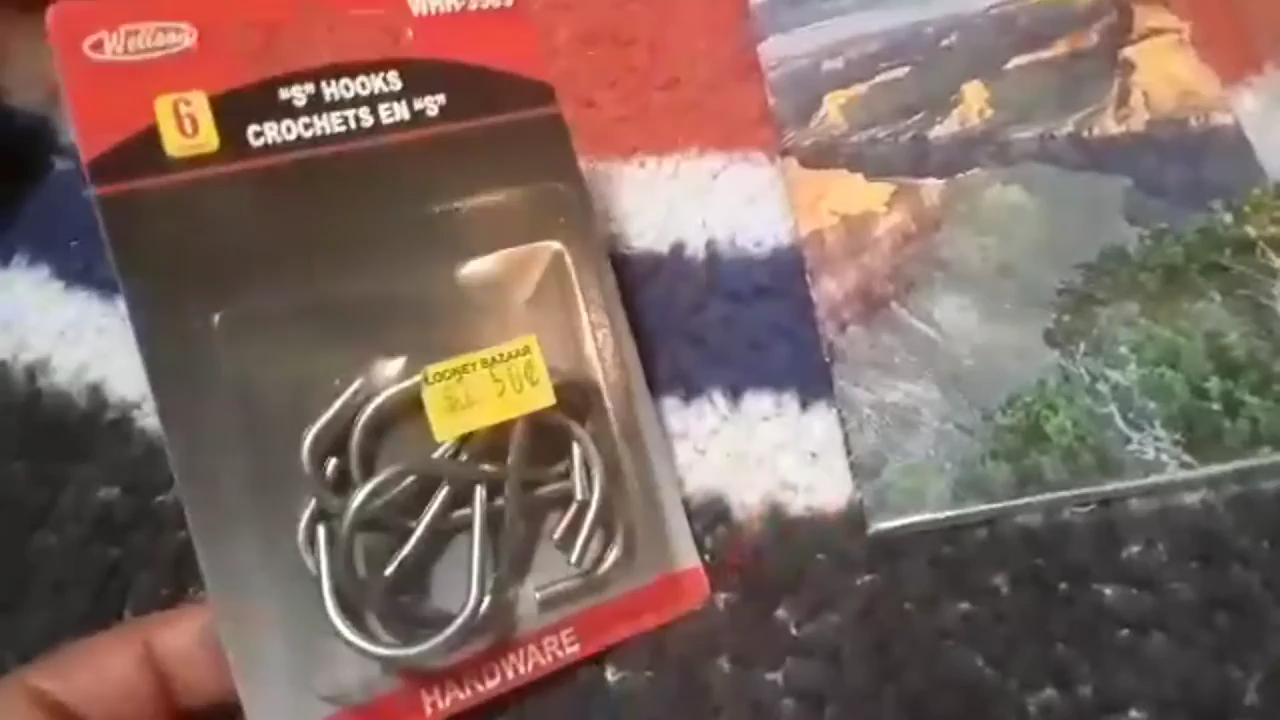 Wellson
6
"S" HOOKS
CROCHETS EN "S"
LOONEY BAZAAR
50¢
HARDWARE